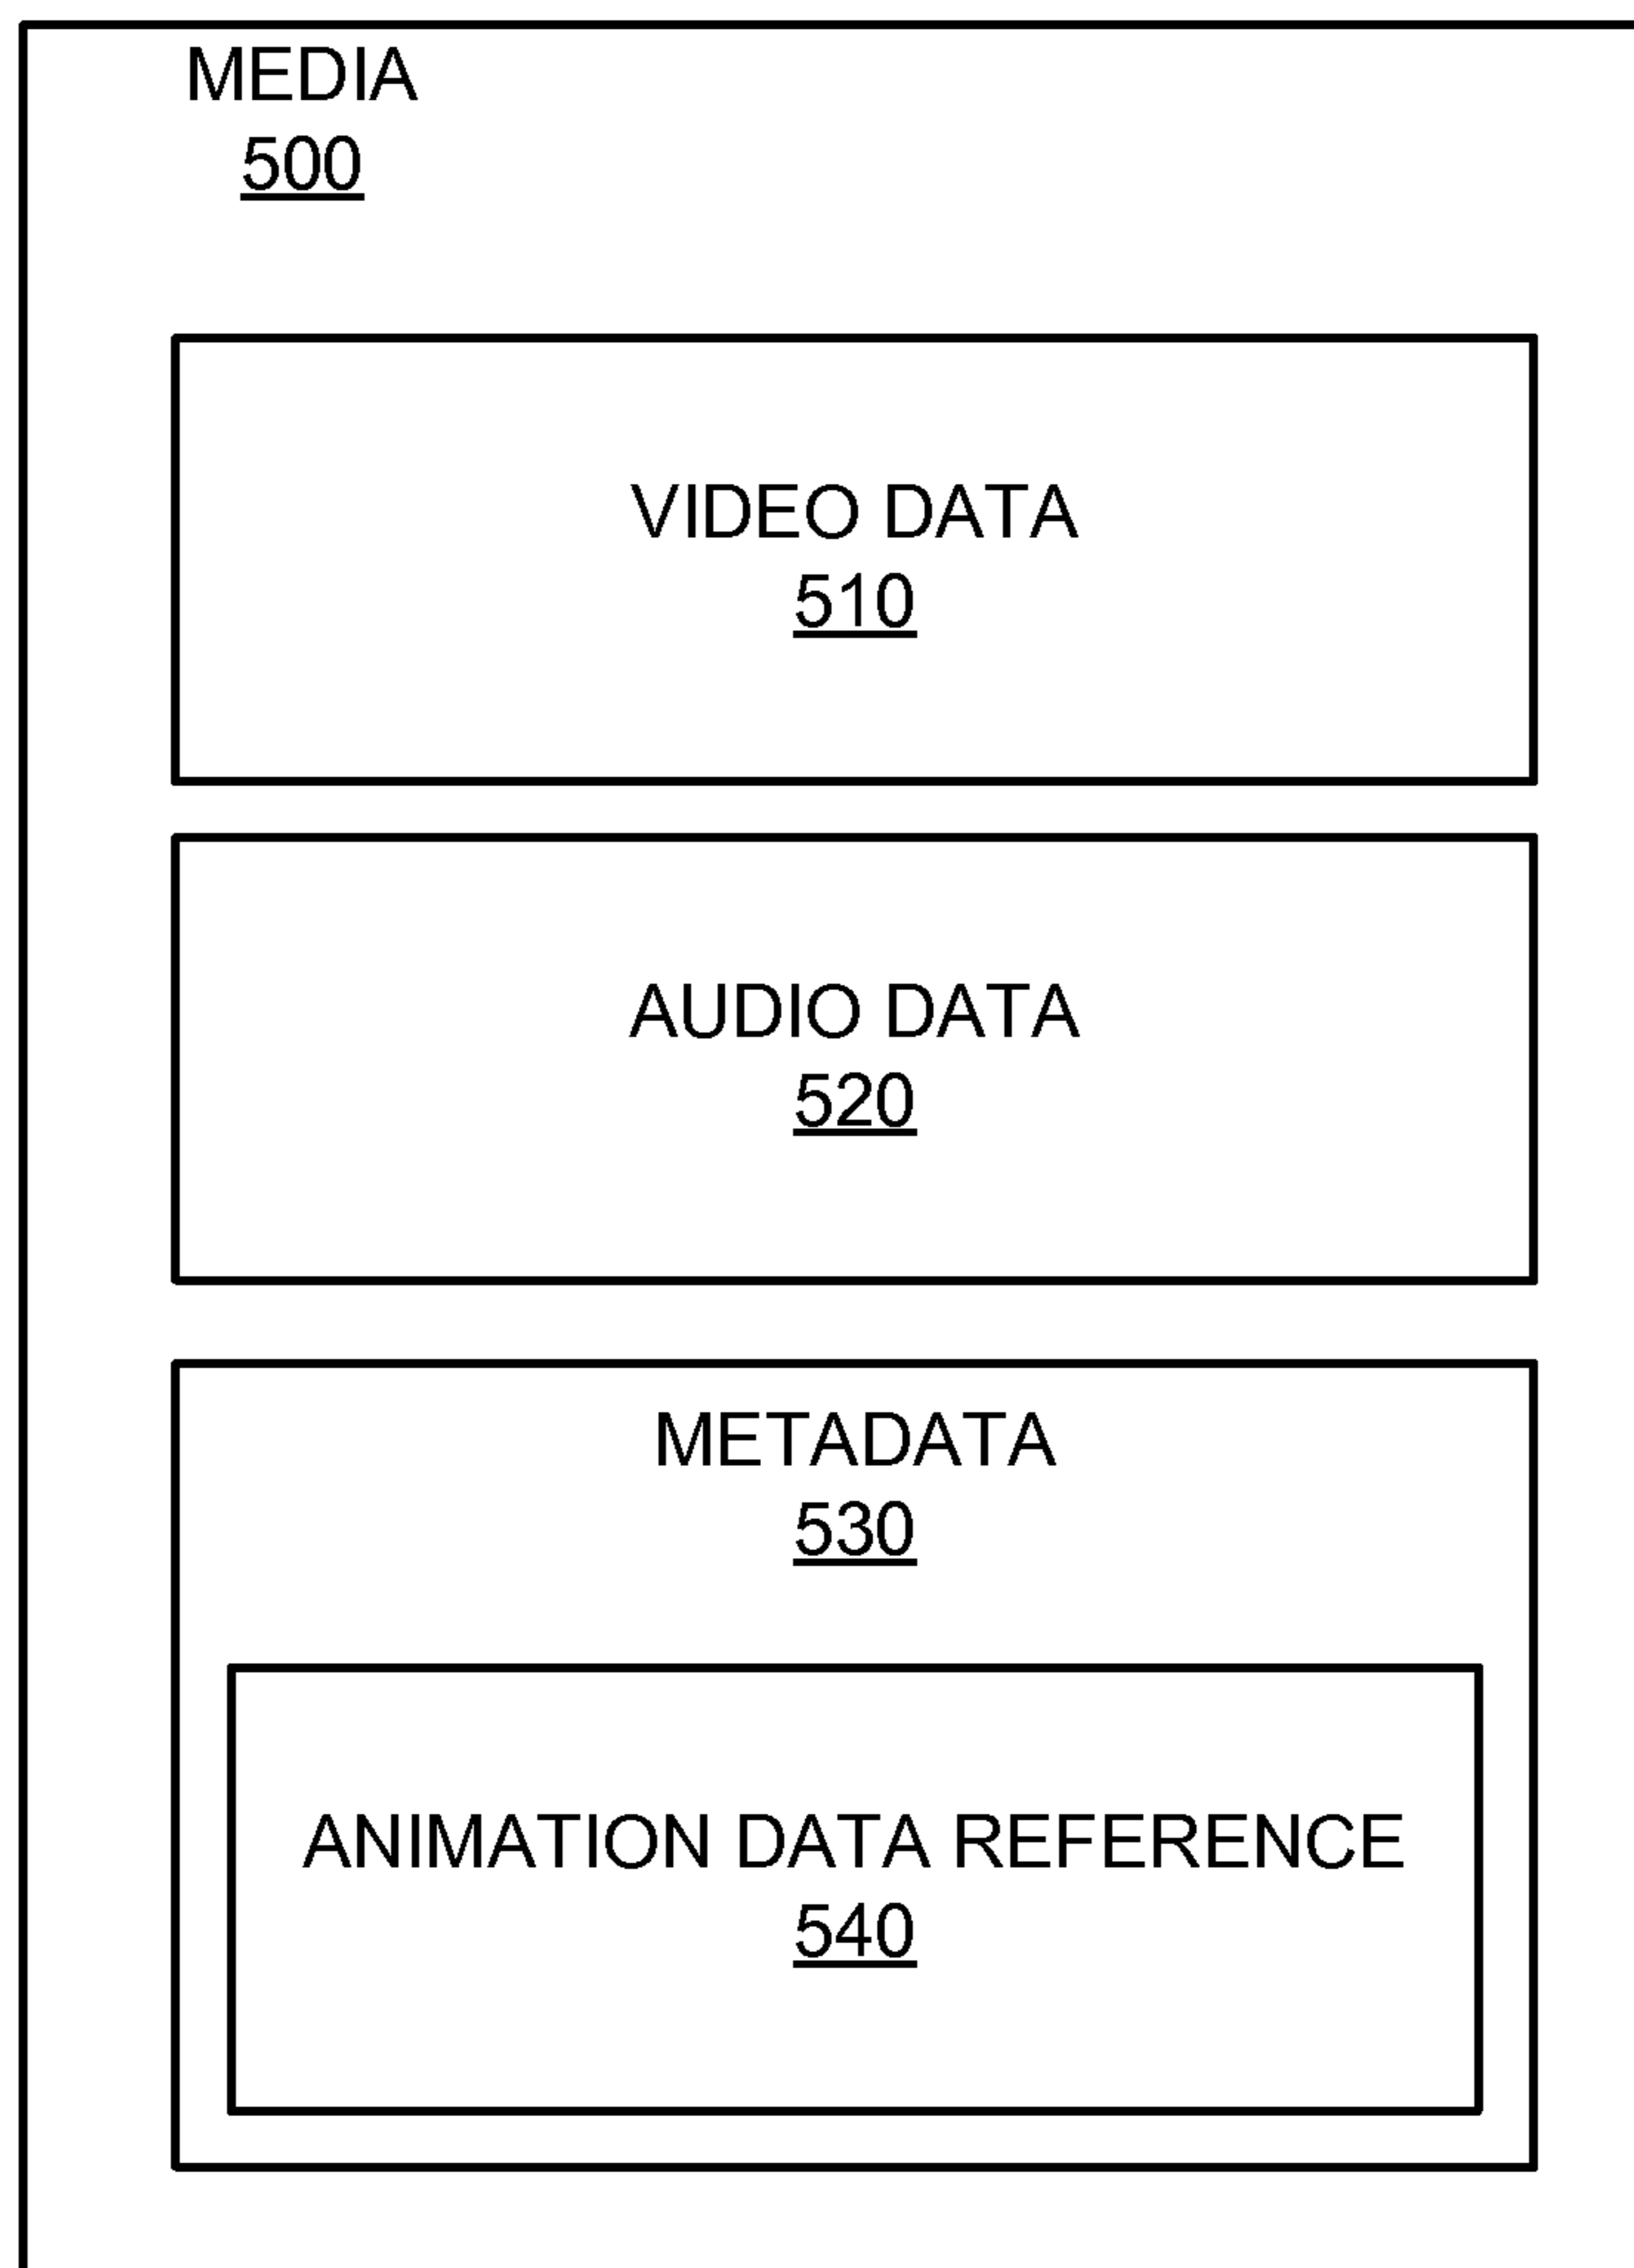 MEDIA
500
VIDEO DATA
510
AUDIO DATA
520
METADATA
530
ANIMATION DATA REFERENCE
540